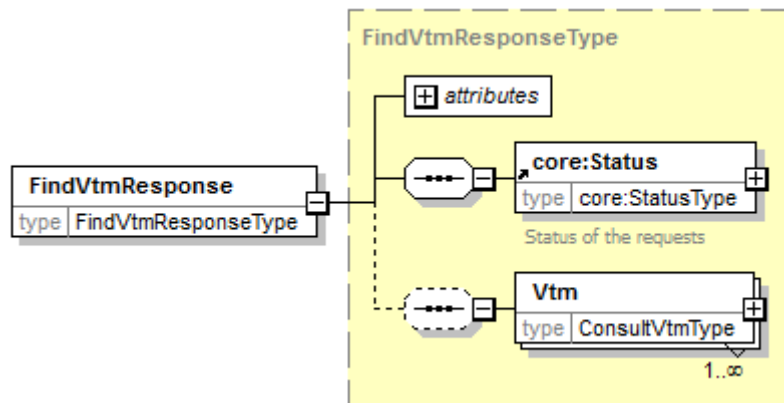 FindVtmResponseType
attributes
core:Status
type core:StatusType
Status of the requests
FindVtmResponse
type FindVtmResponseType
Vtm
type ConsultVtmType
1..∞